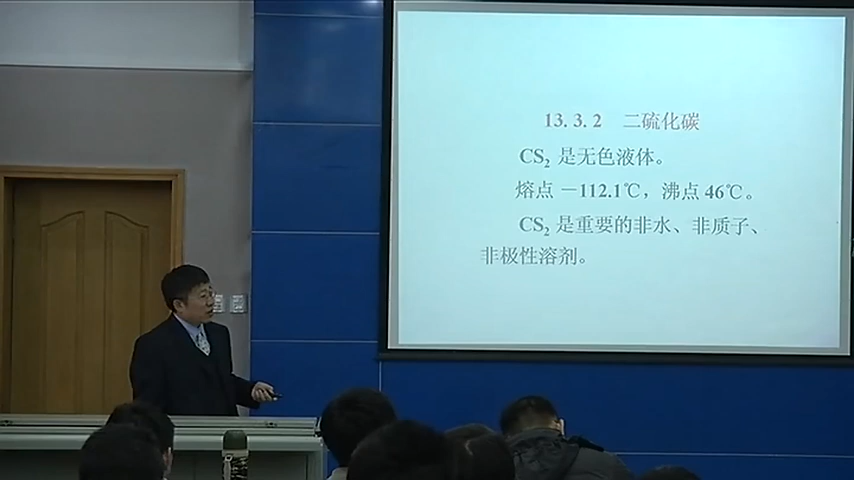 13.3.2 二硫化碳
CS₂ 是无色液体。
熔点 －112.1℃，沸点 46℃。
CS₂ 是重要的非水、非质子、
非极性溶剂。